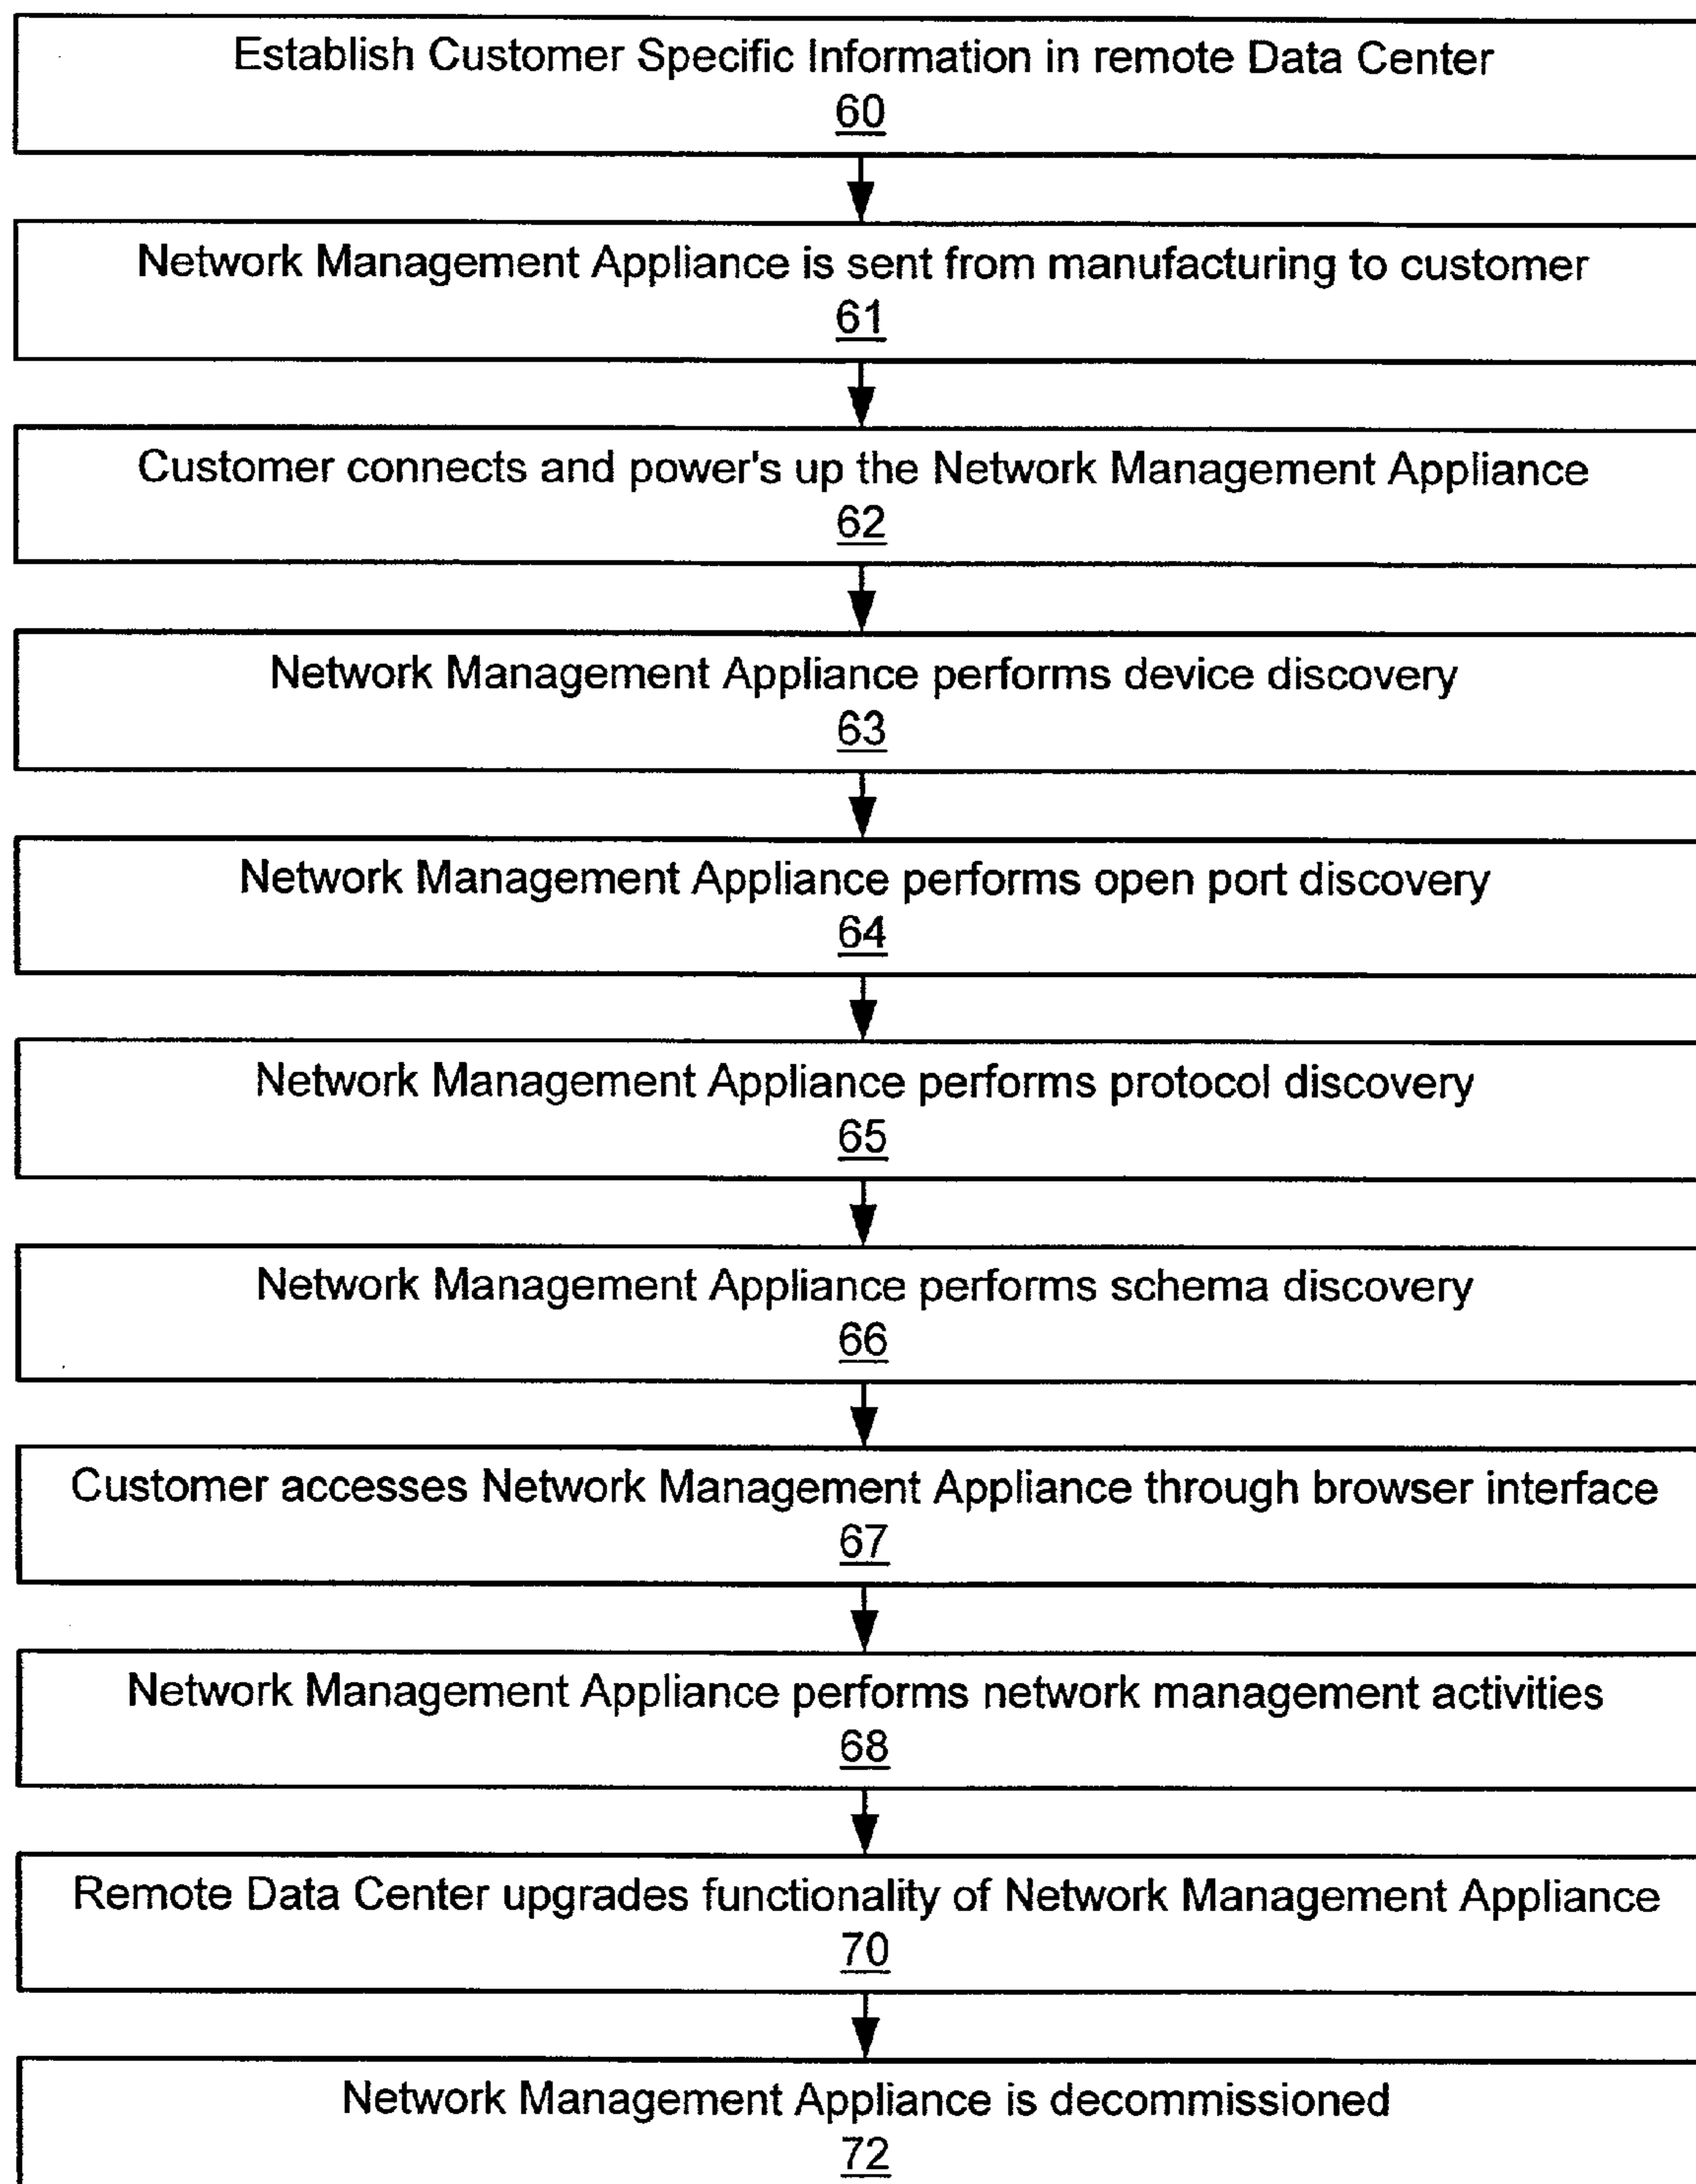 Establish Customer Specific Information in remote Data Center
60
Network Management Appliance is sent from manufacturing to customer
61
Customer connects and power's up the Network Management Appliance
62
Network Management Appliance performs device discovery
63
Network Management Appliance performs open port discovery
64
Network Management Appliance performs protocol discovery
65
Network Management Appliance performs schema discovery
66
Customer accesses Network Management Appliance through browser interface
67
Network Management Appliance performs network management activities
68
Remote Data Center upgrades functionality of Network Management Appliance
70
Network Management Appliance is decommissioned
72